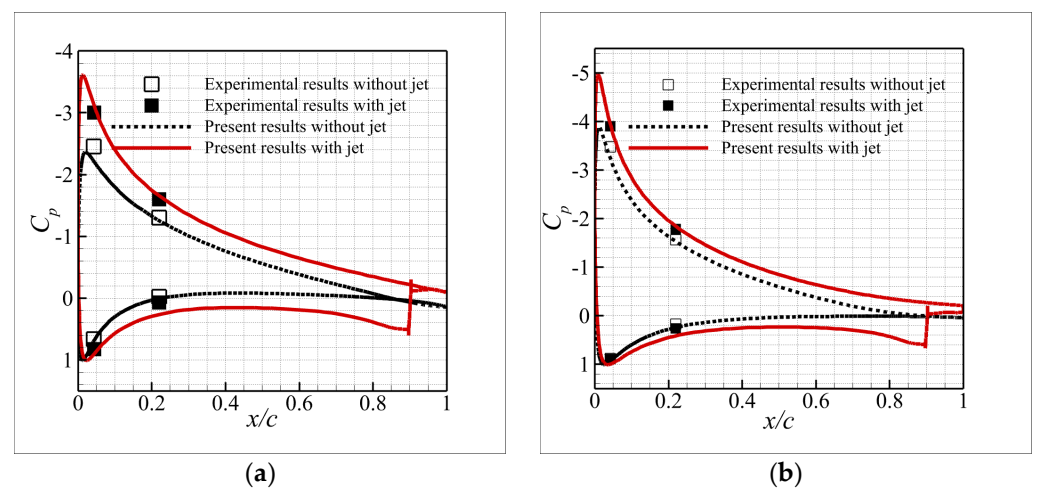 -4
-3
-2
-1
0
1
C_p
Experimental results without jet
Experimental results with jet
Present results without jet
Present results with jet
0
0.2
0.4
0.6
0.8
1
x/c
(a)
-5
-4
-3
-2
-1
0
1
C_p
Experimental results without jet
Experimental results with jet
Present results without jet
Present results with jet
0
0.2
0.4
0.6
0.8
1
x/c
(b)